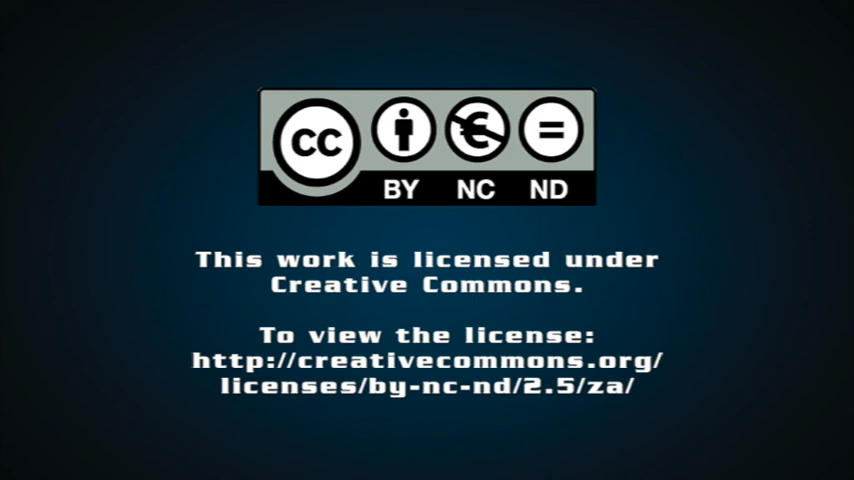 CC
BY NC ND
This work is licensed under
Creative Commons.
To view the license:
http://creativecommons.org/
licenses/by-nc-nd/2.5/za/